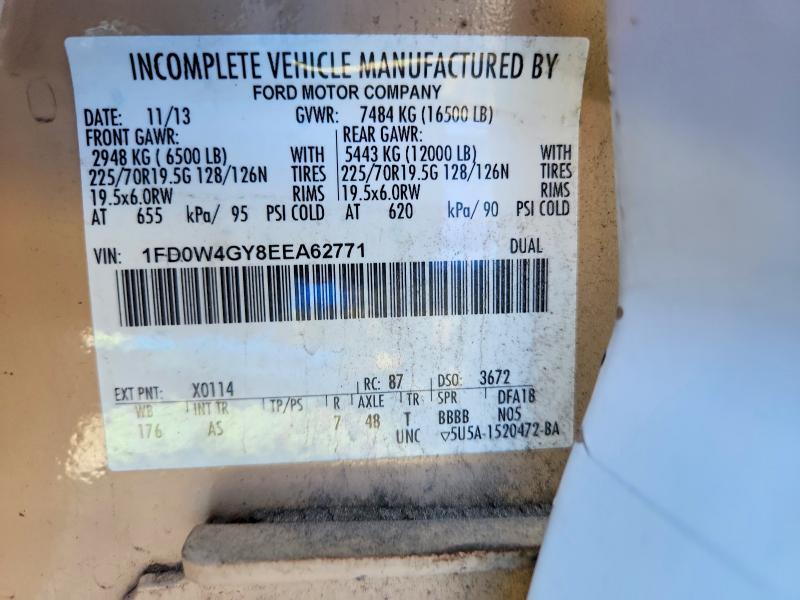 INCOMPLETE VEHICLE MANUFACTURED BY
FORD MOTOR COMPANY
DATE: 11/13 GVWR: 7484 KG (16500 LB)
FRONT GAWR: REAR GAWR:
2948 KG ( 6500 LB) WITH 5443 KG (12000 LB) WITH
225/70R19.5G 128/126N TIRES 225/70R19.5G 128/126N TIRES
19.5x6.0RW RIMS 19.5x6.0RW RIMS
AT 655 kPa/ 95 PSI COLD AT 620 kPa/ 90 PSI COLD
VIN: 1FD0W4GY8EEA62771 DUAL
EXT PNT: X0114 RC: 87 DSO: 3672
WB INT TR TP/PS R AXLE TR SPR DFA18
176 AS 7 48 T BBBB N05
UNC ▽5U5A-1520472-BA